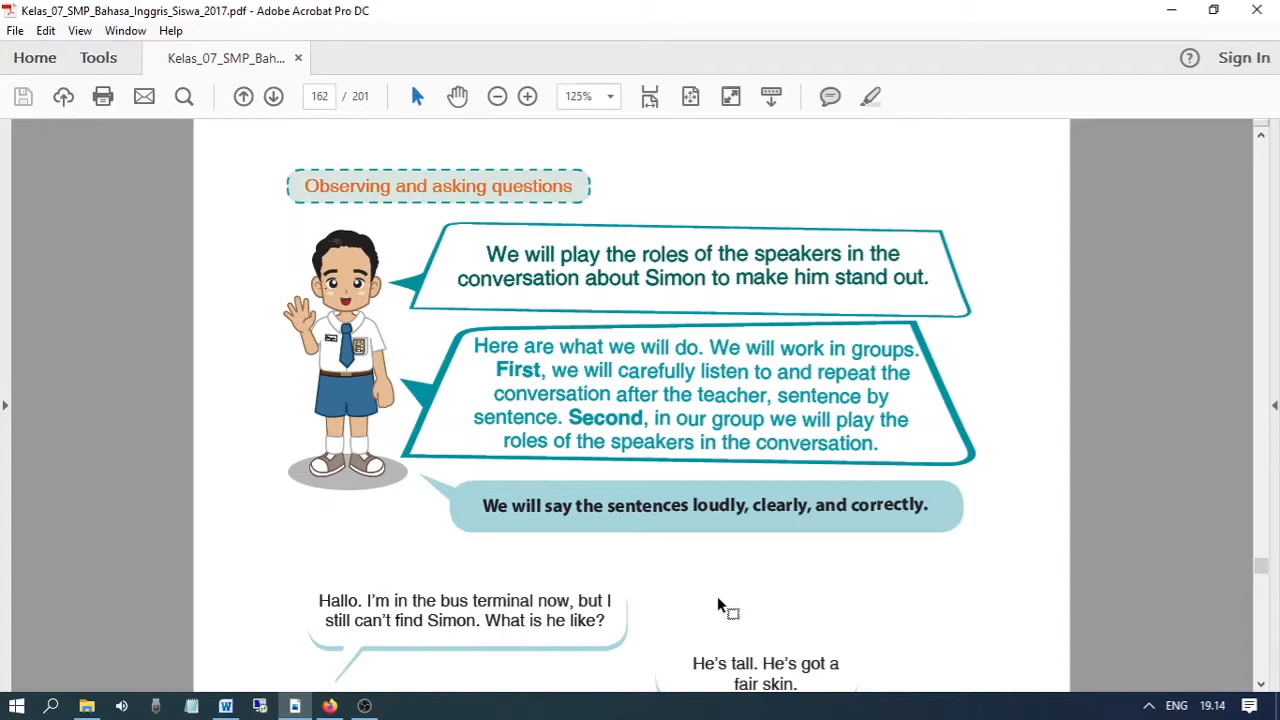 Kelas_07_SMP_Bahasa_Inggris_Siswa_2017.pdf - Adobe Acrobat Pro DC
File Edit View Window Help
Home Tools Kelas_07_SMP_Bah... × Sign In
162 / 201 125%
Observing and asking questions
We will play the roles of the speakers in the
conversation about Simon to make him stand out.
Here are what we will do. We will work in groups.
First, we will carefully listen to and repeat the
conversation after the teacher, sentence by
sentence. Second, in our group we will play the
roles of the speakers in the conversation.
We will say the sentences loudly, clearly, and correctly.
Hallo. I'm in the bus terminal now, but I
still can't find Simon. What is he like?
He's tall. He's got a
fair skin.
ENG 19.14